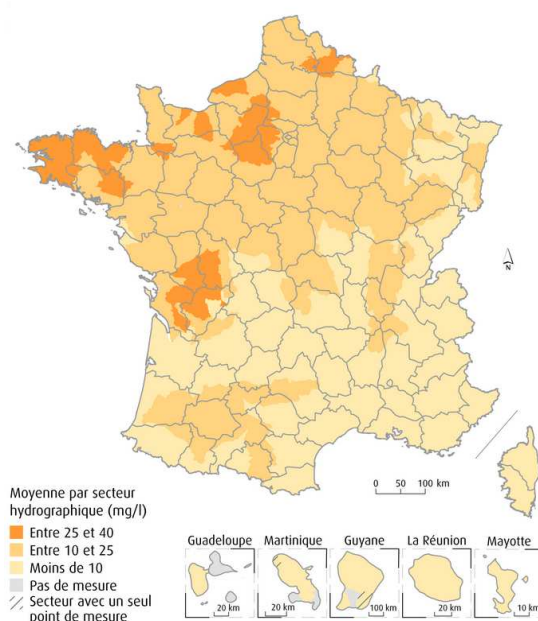 N
0 50 100 km
Moyenne par secteur
hydrographique (mg/l)
Entre 25 et 40
Entre 10 et 25
Moins de 10
Pas de mesure
Secteur avec un seul
point de mesure
Guadeloupe
20 km
Martinique
20 km
Guyane
100 km
La Réunion
20 km
Mayotte
10 km